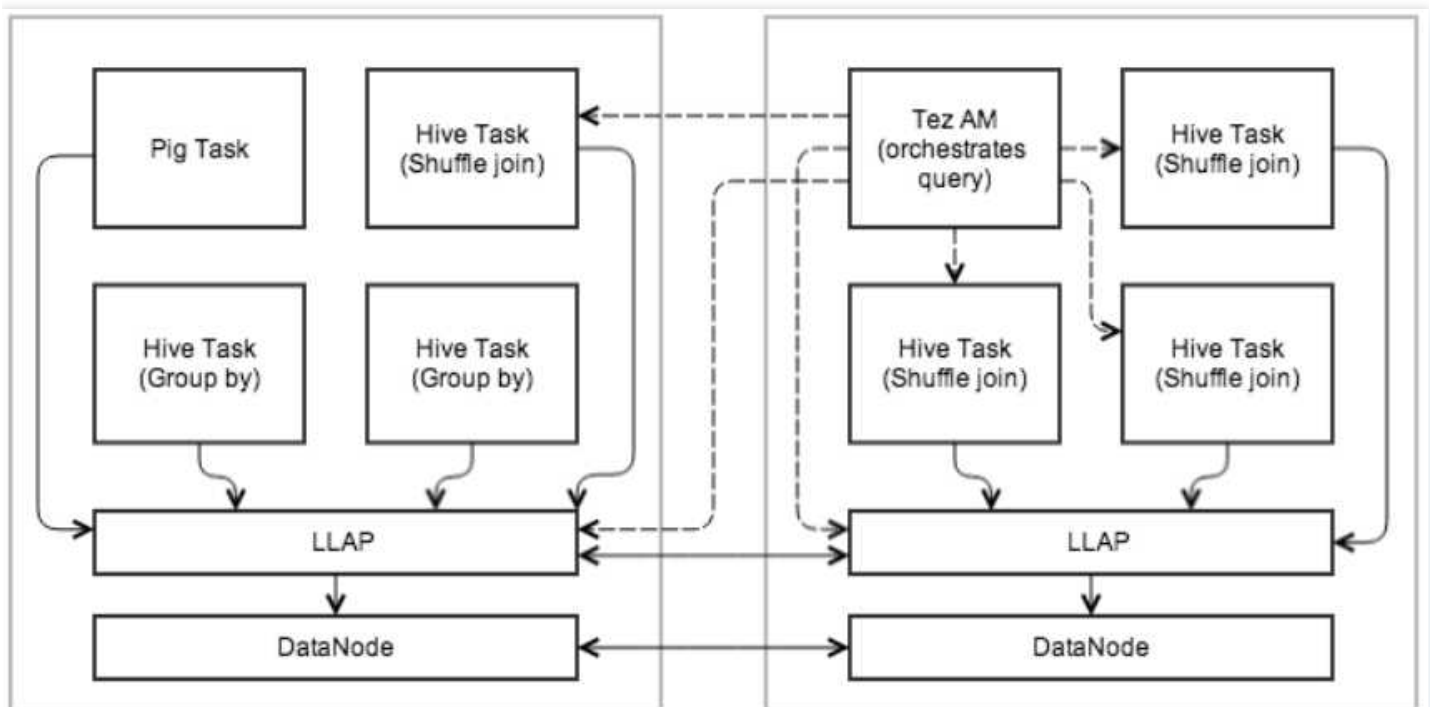 Pig Task
Hive Task
(Shuffle join)
Hive Task
(Group by)
Hive Task
(Group by)
LLAP
DataNode
Tez AM
(orchestrates
query)
Hive Task
(Shuffle join)
Hive Task
(Shuffle join)
Hive Task
(Shuffle join)
LLAP
DataNode